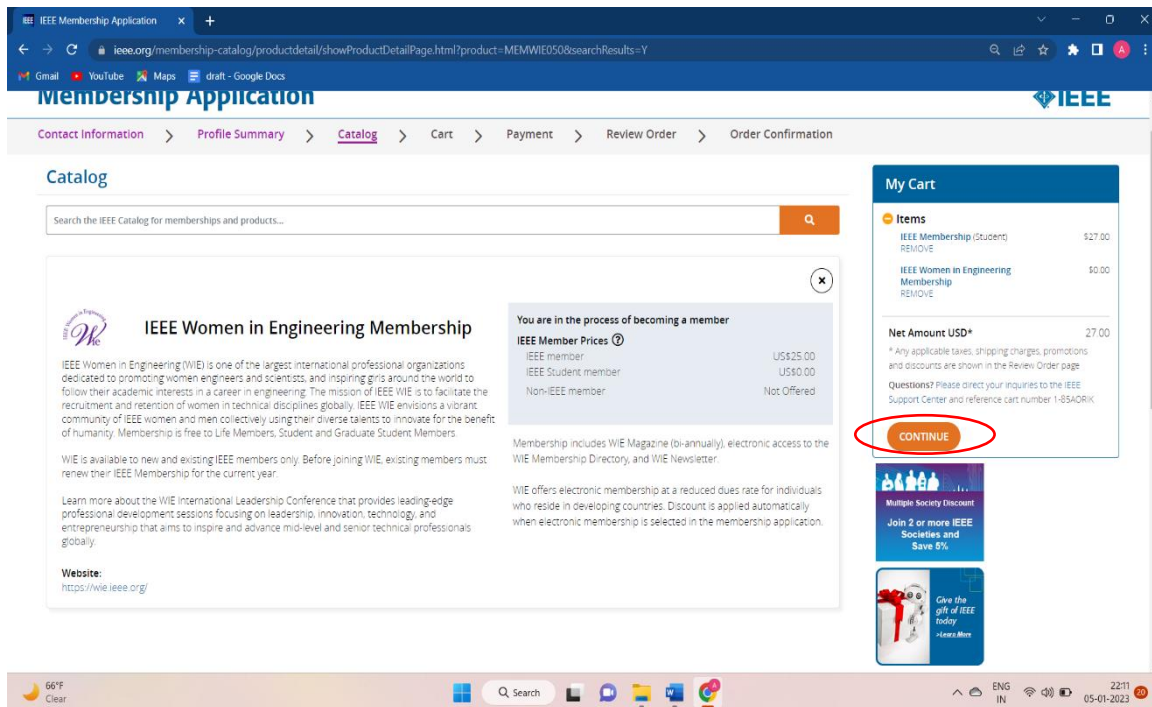 IEEE Membership Application
ieee.org/membership-catalog/productdetail/showProductDetailPage.html?product=MEMWIE050&searchResults=Y
A
Gmail YouTube Maps draft - Google Docs
Membership Application
IEEE
Contact Information > Profile Summary > Catalog > Cart > Payment > Review Order > Order Confirmation
Catalog
Search the IEEE Catalog for memberships and products...
IEEE Women in Engineering Membership
IEEE Women in Engineering (WIE) is one of the largest international professional organizations
dedicated to promoting women engineers and scientists, and inspiring girls around the world to
follow their academic interests in a career in engineering. The mission of IEEE WIE is to facilitate the
recruitment and retention of women in technical disciplines globally. IEEE WIE envisions a vibrant
community of IEEE women and men collectively using their diverse talents to innovate for the benefit
of humanity. Membership is free to Life Members, Student and Graduate Student Members.
WIE is available to new and existing IEEE members only. Before joining WIE, existing members must
renew their IEEE Membership for the current year.
Learn more about the WIE International Leadership Conference that provides leading-edge
professional development sessions focusing on leadership, innovation, technology, and
entrepreneurship that aims to inspire and advance mid-level and senior technical professionals
globally.
Website:
https://wie.ieee.org/
You are in the process of becoming a member
IEEE Member Prices ?
IEEE member US$25.00
IEEE Student member US$0.00
Non-IEEE member Not Offered
Membership includes WIE Magazine (bi-annually), electronic access to the
WIE Membership Directory, and WIE Newsletter.
WIE offers electronic membership at a reduced dues rate for individuals
who reside in developing countries. Discount is applied automatically
when electronic membership is selected in the membership application.
My Cart
Items
IEEE Membership (Student) $27.00
REMOVE
IEEE Women in Engineering $0.00
Membership
REMOVE
Net Amount USD* 27.00
* Any applicable taxes, shipping charges, promotions
and discounts are shown in the Review Order page
Questions? Please direct your inquiries to the IEEE
Support Center and reference cart number 1-85AORIK
CONTINUE
Multiple Society Discount
Join 2 or more IEEE
Societies and
Save 5%
Give the
gift of IEEE
today
>Learn More
66°F
Clear
Search
ENG
IN
22:11
05-01-2023
20